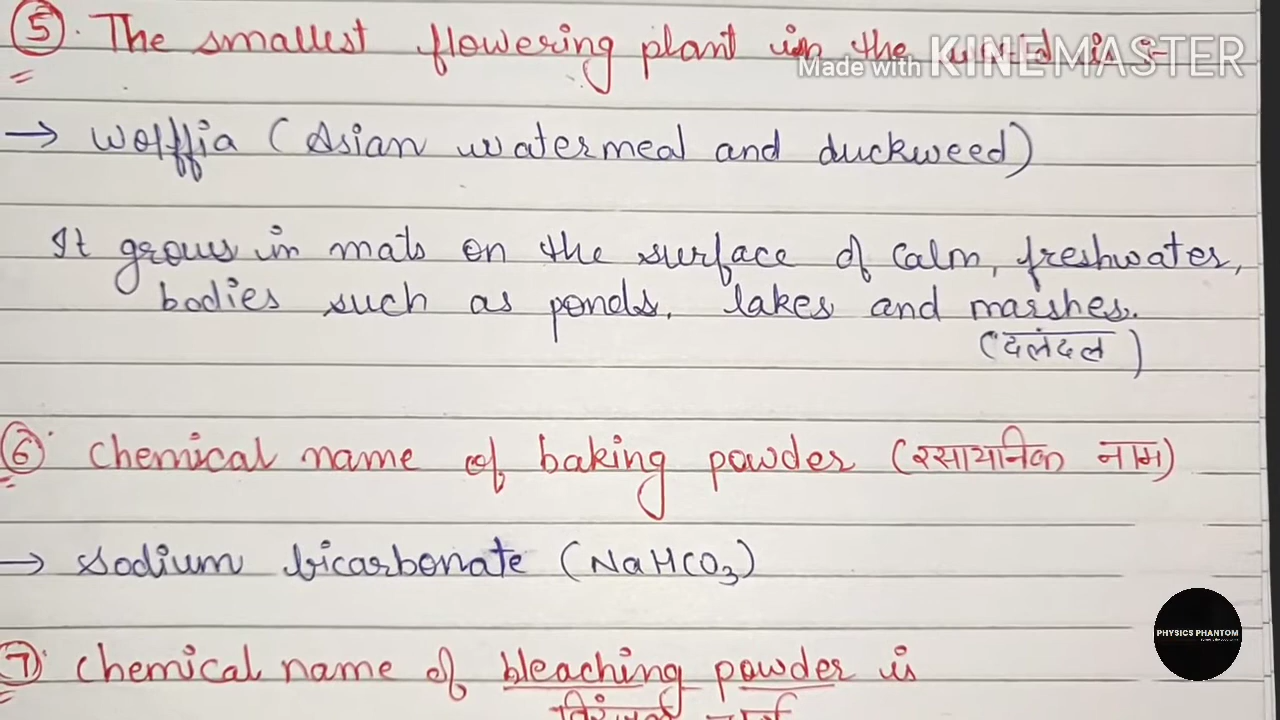 5. The smallest flowering plant in the world is :-
Made with KINEMASTER
→ Wolffia (Asian watermeal and duckweed)
It grows in mats on the surface of calm, freshwater,
bodies such as ponds, lakes and marshes.
(दलदल)
6. Chemical name of baking powder (रसायनिक नाम)
→ Sodium bicarbonate (NaHCO₃)
PHYSICS PHANTOM
7. Chemical name of bleaching powder is